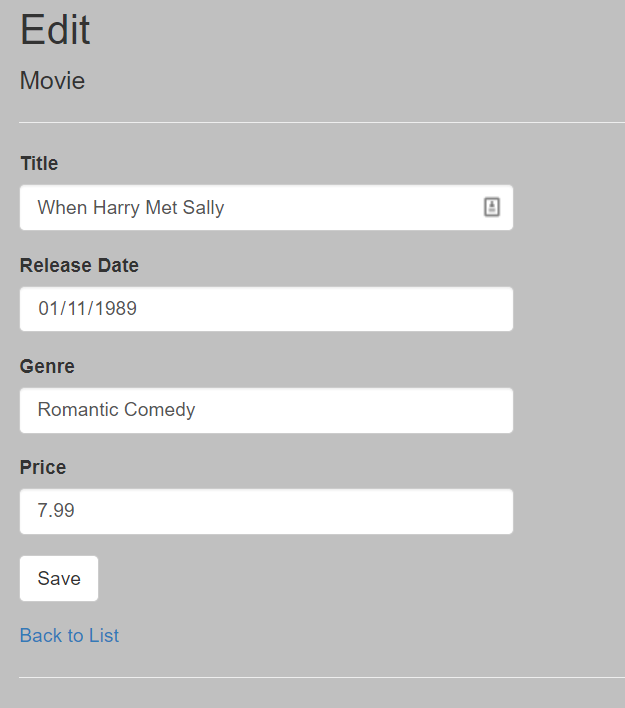 Edit
Movie
Title
When Harry Met Sally
Release Date
01/11/1989
Genre
Romantic Comedy
Price
7.99
Save
Back to List